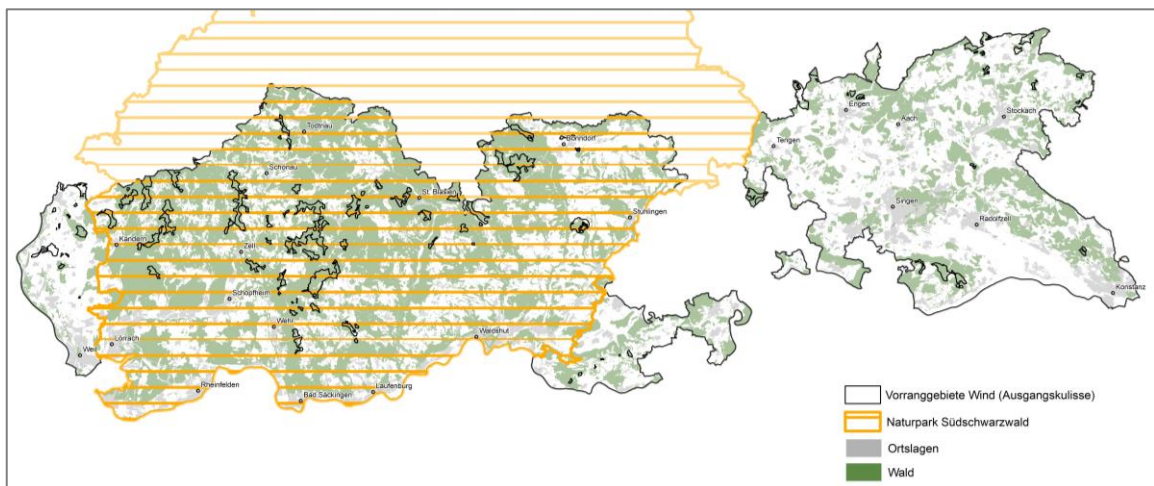 Todtnau
Bonndorf
Engen
Aach
Stockach
Tengen
Schönau
St. Blasien
Stühlingen
Singen
Radolfzell
Kandern
Zell
Konstanz
Schopfheim
Wehr
Waldshut
Lörrach
Weil
Rheinfelden
Bad Säckingen
Laufenburg
Vorranggebiete Wind (Ausgangskulisse)
Naturpark Südschwarzwald
Ortslagen
Wald